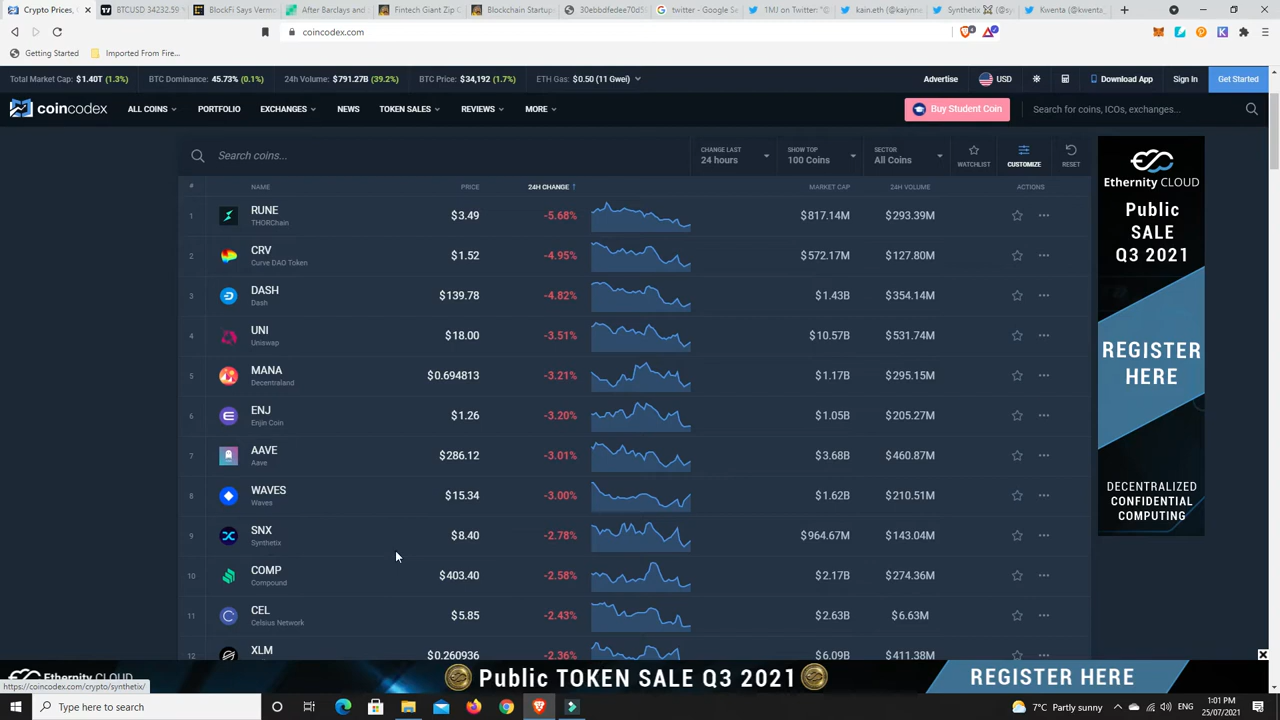 Crypto Prices,
BTCUSD 34232.59
BlockFi Says Vermo
After Barclays and
Fintech Giant Zip C
Blockchain Startups
30ebbdfedee70d5
twitter - Google S
1MJ on Twitter: "@
kain.eth (@kaiynne
Synthetix (@sy
Kwenta (@kwenta_
coincodex.com
Getting Started
Imported From Fire...
Total Market Cap: $1.40T (1.3%)
BTC Dominance: 45.73% (0.1%)
24h Volume: $791.27B (39.2%)
BTC Price: $34,192 (1.7%)
ETH Gas: $0.50 (11 Gwei)
Advertise
USD
Download App
Sign In
Get Started
coincodex
ALL COINS
PORTFOLIO
EXCHANGES
NEWS
TOKEN SALES
REVIEWS
MORE
Buy Student Coin
Search for coins, ICOs, exchanges...
Search coins...
CHANGE LAST
24 hours
SHOW TOP
100 Coins
SECTOR
All Coins
WATCHLIST
CUSTOMIZE
RESET
# NAME PRICE 24H CHANGE ↑ MARKET CAP 24H VOLUME ACTIONS
1 RUNE $3.49 -5.68% $817.14M $293.39M
THORChain
2 CRV $1.52 -4.95% $572.17M $127.80M
Curve DAO Token
3 DASH $139.78 -4.82% $1.43B $354.14M
Dash
4 UNI $18.00 -3.51% $10.57B $531.74M
Uniswap
5 MANA $0.694813 -3.21% $1.17B $295.15M
Decentraland
6 ENJ $1.26 -3.20% $1.05B $205.27M
Enjin Coin
7 AAVE $286.12 -3.01% $3.68B $460.87M
Aave
8 WAVES $15.34 -3.00% $1.62B $210.51M
Waves
9 SNX $8.40 -2.78% $964.67M $143.04M
Synthetix
10 COMP $403.40 -2.58% $2.17B $274.36M
Compound
11 CEL $5.85 -2.43% $2.63B $6.63M
Celsius Network
12 XLM $0.260936 -2.36% $6.09B $411.38M
Ethernity CLOUD
Public
SALE
Q3 2021
REGISTER
HERE
DECENTRALIZED
CONFIDENTIAL
COMPUTING
Ethernity CLOUD
Public TOKEN SALE Q3 2021
REGISTER HERE
https://coincodex.com/crypto/synthetix/
Type here to search
7°C Partly sunny
ENG
1:01 PM
25/07/2021